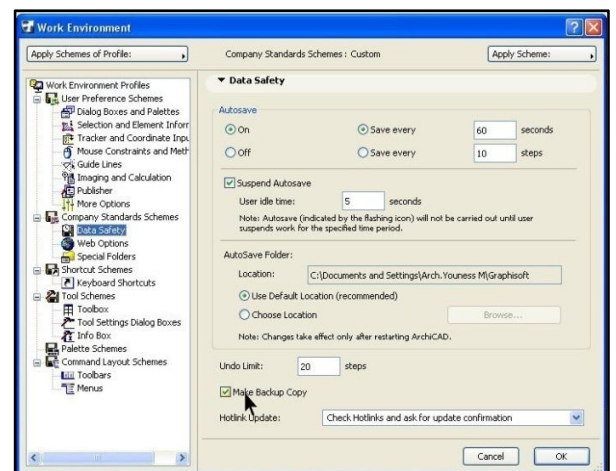 Work Environment
Apply Schemes of Profile:
Company Standards Schemes : Custom
Apply Scheme:
Work Environment Profiles
User Preference Schemes
Dialog Boxes and Palettes
Selection and Element Inforr
Tracker and Coordinate Inpu
Mouse Constraints and Meth
Guide Lines
Imaging and Calculation
Publisher
More Options
Company Standards Schemes
Data Safety
Web Options
Special Folders
Shortcut Schemes
Keyboard Shortcuts
Tool Schemes
Toolbox
Tool Settings Dialog Boxes
Info Box
Palette Schemes
Command Layout Schemes
Toolbars
Menus
Data Safety
Autosave
On
Save every
60
seconds
Off
Save every
10
steps
Suspend Autosave
User idle time:
5
seconds
Note: Autosave (indicated by the flashing icon) will not be carried out until user
suspends work for the specified time period.
AutoSave Folder:
Location:
C:\Documents and Settings\Arch.Youness M\Graphisoft
Use Default Location (recommended)
Choose Location
Browse...
Note: Changes take effect only after restarting ArchiCAD.
Undo Limit:
20
steps
Make Backup Copy
Hotlink Update:
Check Hotlinks and ask for update confirmation
Cancel
OK